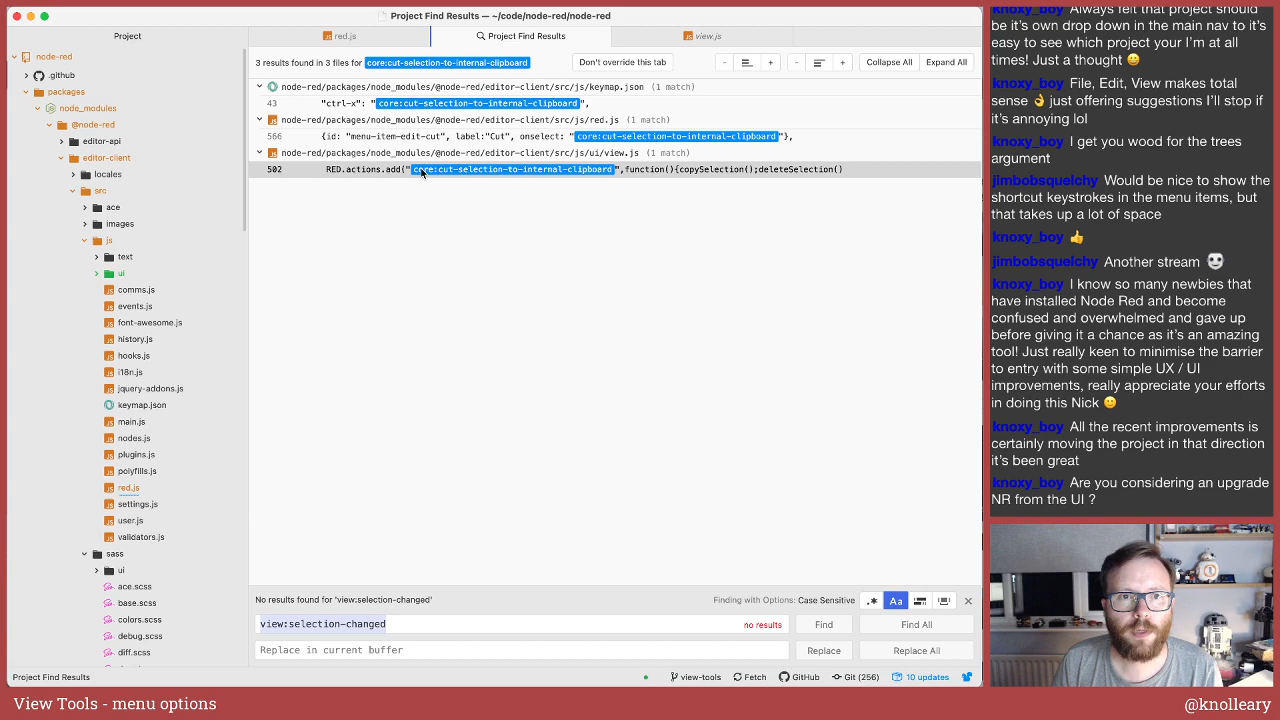 Project Find Results — ~/code/node-red/node-red
Project
red.js
Project Find Results
view.js
node-red
.github
packages
node_modules
@node-red
editor-api
editor-client
locales
src
ace
images
js
text
ui
comms.js
events.js
font-awesome.js
history.js
hooks.js
i18n.js
jquery-addons.js
keymap.json
main.js
nodes.js
plugins.js
polyfills.js
red.js
settings.js
user.js
validators.js
sass
ui
ace.scss
base.scss
colors.scss
debug.scss
diff.scss
3 results found in 3 files for core:cut-selection-to-internal-clipboard
Don't override this tab
- +
- +
Collapse All
Expand All
node-red/packages/node_modules/@node-red/editor-client/src/js/keymap.json (1 match)
43 "ctrl-x": "core:cut-selection-to-internal-clipboard",
node-red/packages/node_modules/@node-red/editor-client/src/js/red.js (1 match)
566 {id: "menu-item-edit-cut", label:"Cut", onselect: "core:cut-selection-to-internal-clipboard"},
node-red/packages/node_modules/@node-red/editor-client/src/js/ui/view.js (1 match)
502 RED.actions.add("core:cut-selection-to-internal-clipboard",function(){copySelection();deleteSelection()
No results found for 'view:selection-changed'
Finding with Options: Case Sensitive
.* Aa
view:selection-changed
no results
Find
Find All
Replace in current buffer
Replace
Replace All
Project Find Results
view-tools
Fetch
GitHub
Git (256)
10 updates
knoxy_boy Always felt that project should
be it's own drop down in the main nav to it's
easy to see which project your I'm at all
times! Just a thought 😄
knoxy_boy File, Edit, View makes total
sense 👌 just offering suggestions I'll stop if
it's annoying lol
knoxy_boy I get you wood for the trees
argument
jimbobsquelchy Would be nice to show the
shortcut keystrokes in the menu items, but
that takes up a lot of space
knoxy_boy 👍
jimbobsquelchy Another stream
knoxy_boy I know so many newbies that
have installed Node Red and become
confused and overwhelmed and gave up
before giving it a chance as it's an amazing
tool! Just really keen to minimise the barrier
to entry with some simple UX / UI
improvements, really appreciate your efforts
in doing this Nick 😊
knoxy_boy All the recent improvements is
certainly moving the project in that direction
it's been great
knoxy_boy Are you considering an upgrade
NR from the UI ?
View Tools - menu options
@knolleary